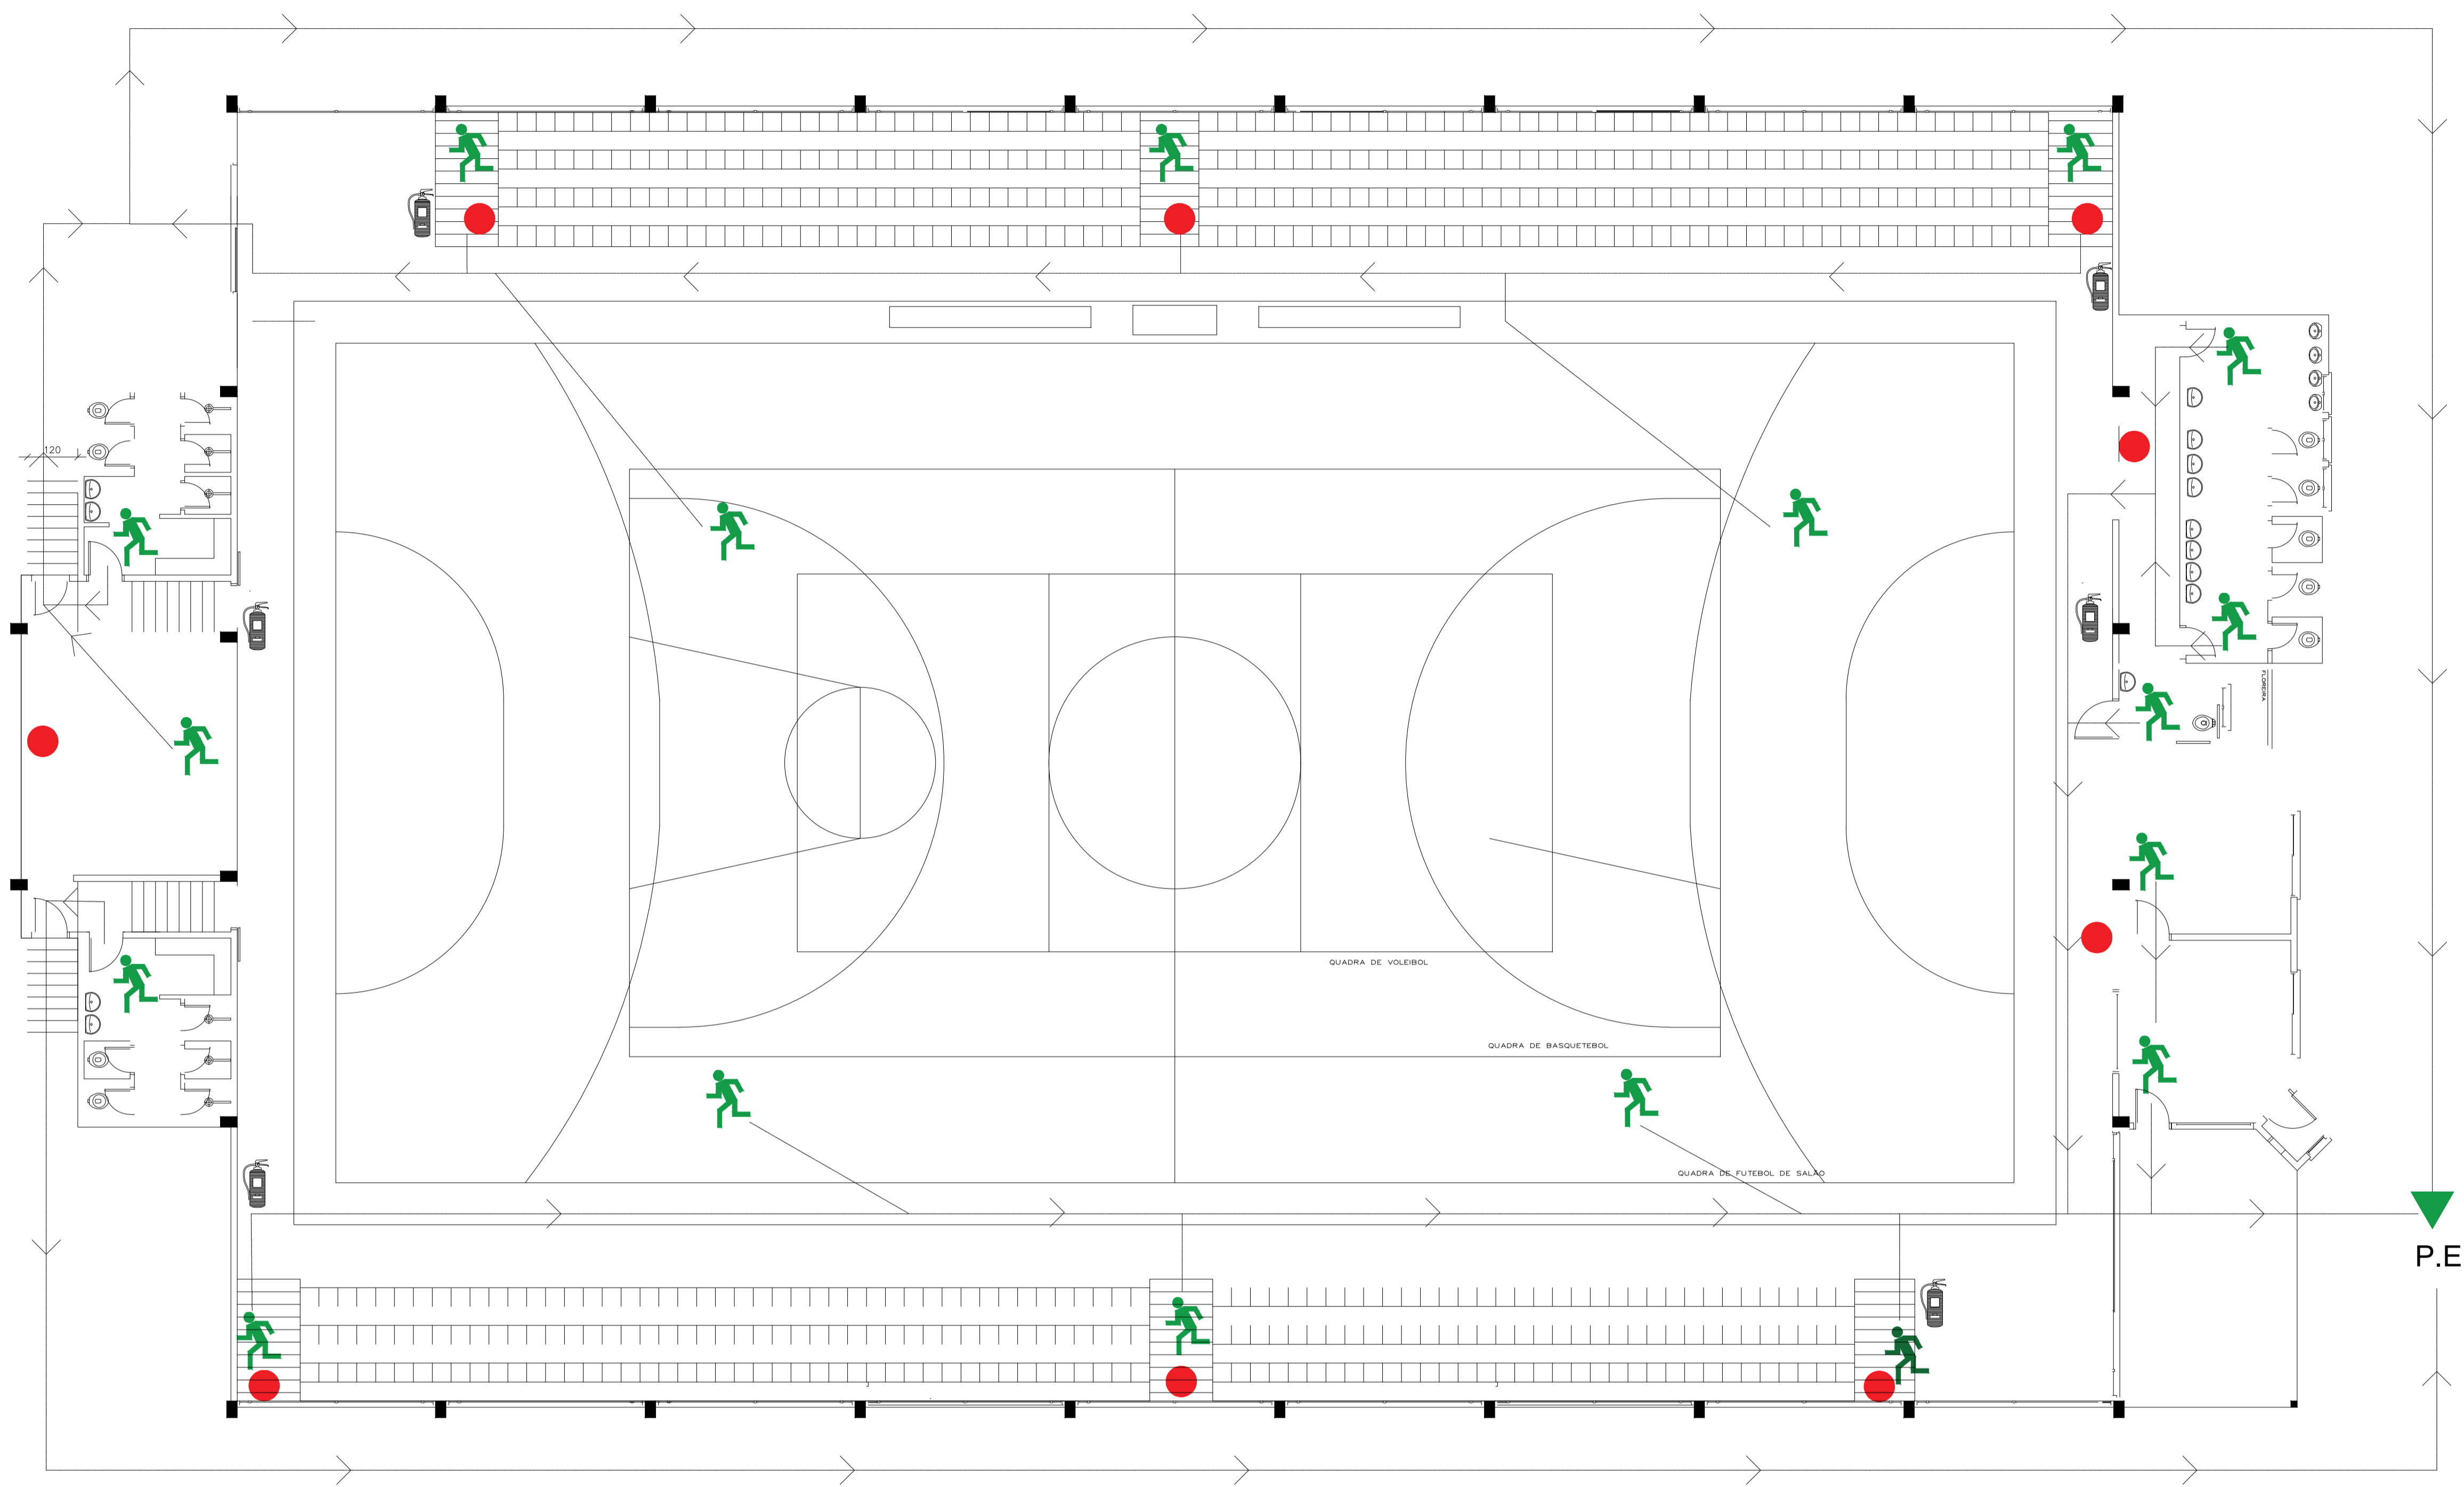 120
FLOREIRA
QUADRA DE VOLEIBOL
QUADRA DE BASQUETEBOL
QUADRA DE FUTEBOL DE SALÃO
P.E